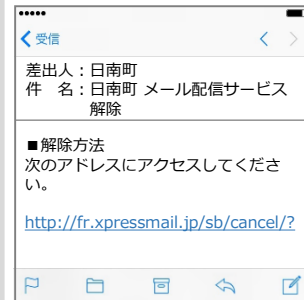 受信
差出人：日南町
件　名：日南町 メール配信サービス
解除
■解除方法
次のアドレスにアクセスしてくださ
い。
http://fr.xpressmail.jp/sb/cancel/?